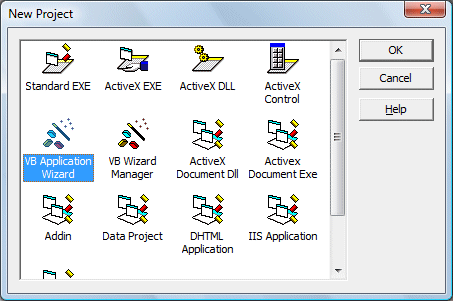 New Project
Standard EXE
ActiveX EXE
ActiveX DLL
ActiveX
Control
VB Application
Wizard
VB Wizard
Manager
ActiveX
Document Dll
Activex
Document Exe
Addin
Data Project
DHTML
Application
IIS Application
OK
Cancel
Help